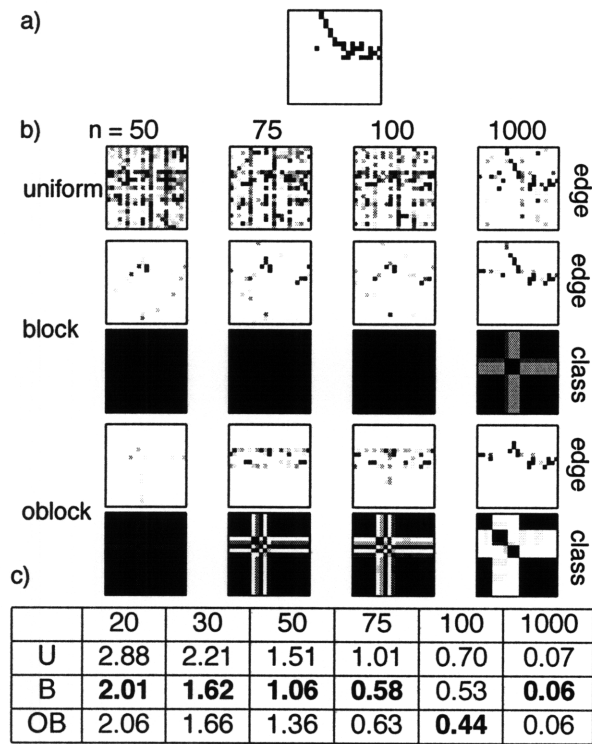 a)
b) n = 50 75 100 1000
uniform edge
edge
block
class
edge
oblock
class
c)
20 30 50 75 100 1000
U 2.88 2.21 1.51 1.01 0.70 0.07
B 2.01 1.62 1.06 0.58 0.53 0.06
OB 2.06 1.66 1.36 0.63 0.44 0.06